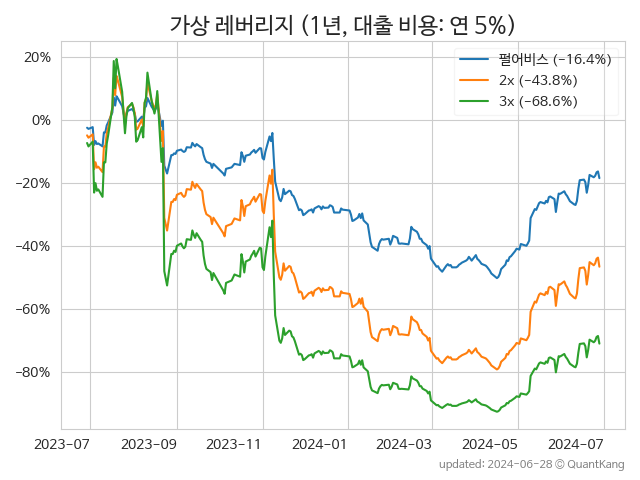 가상 레버리지 (1년, 대출 비용: 연 5%)
펄어비스 (−16.4%)
2x (−43.8%)
3x (−68.6%)
20%
0%
−20%
−40%
−60%
−80%
2023-07 2023-09 2023-11 2024-01 2024-03 2024-05 2024-07
updated: 2024-06-28 © QuantKang